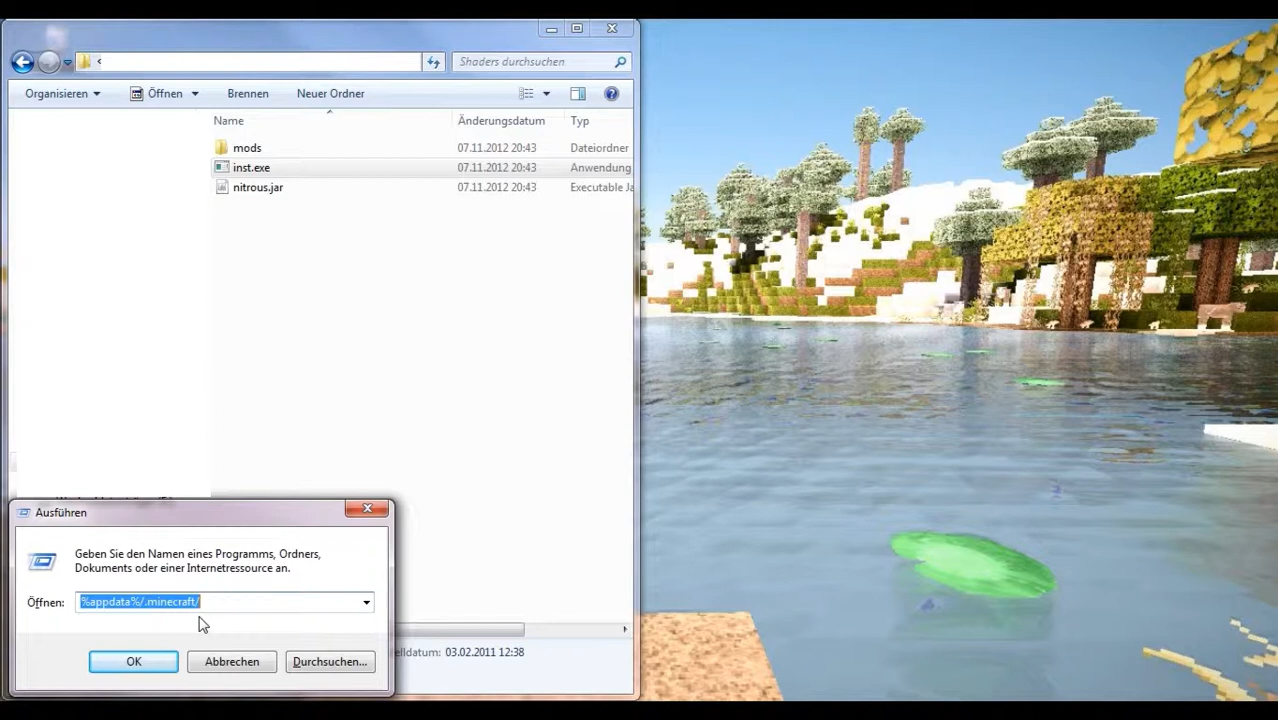 <
Shaders durchsuchen
Organisieren
Öffnen
Brennen
Neuer Ordner
Name
Änderungsdatum
Typ
mods
07.11.2012 20:43
Dateiordner
inst.exe
07.11.2012 20:43
Anwendung
nitrous.jar
07.11.2012 20:43
Executable Ja
elldatum: 03.02.2011 12:38
Ausführen
Geben Sie den Namen eines Programms, Ordners,
Dokuments oder einer Internetressource an.
Öffnen:
%appdata%/.minecraft/
OK
Abbrechen
Durchsuchen...